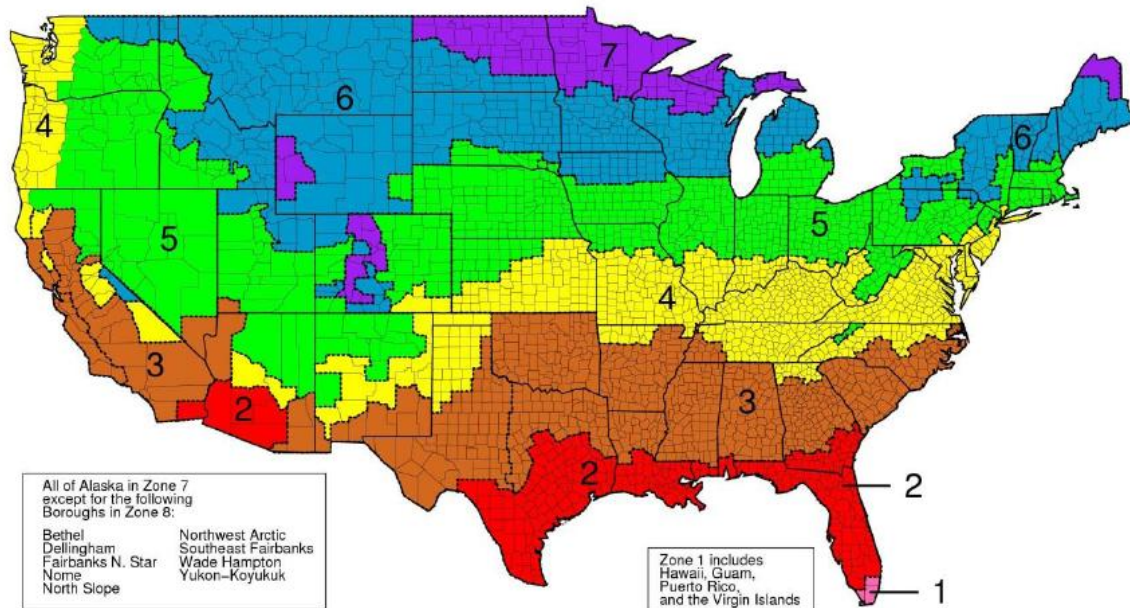 7
6
4
6
5
5
4
3
2
3
2
2
1
All of Alaska in Zone 7
except for the following
Boroughs in Zone 8:
Bethel Northwest Arctic
Dellingham Southeast Fairbanks
Fairbanks N. Star Wade Hampton
Nome Yukon-Koyukuk
North Slope
Zone 1 includes
Hawaii, Guam,
Puerto Rico,
and the Virgin Islands